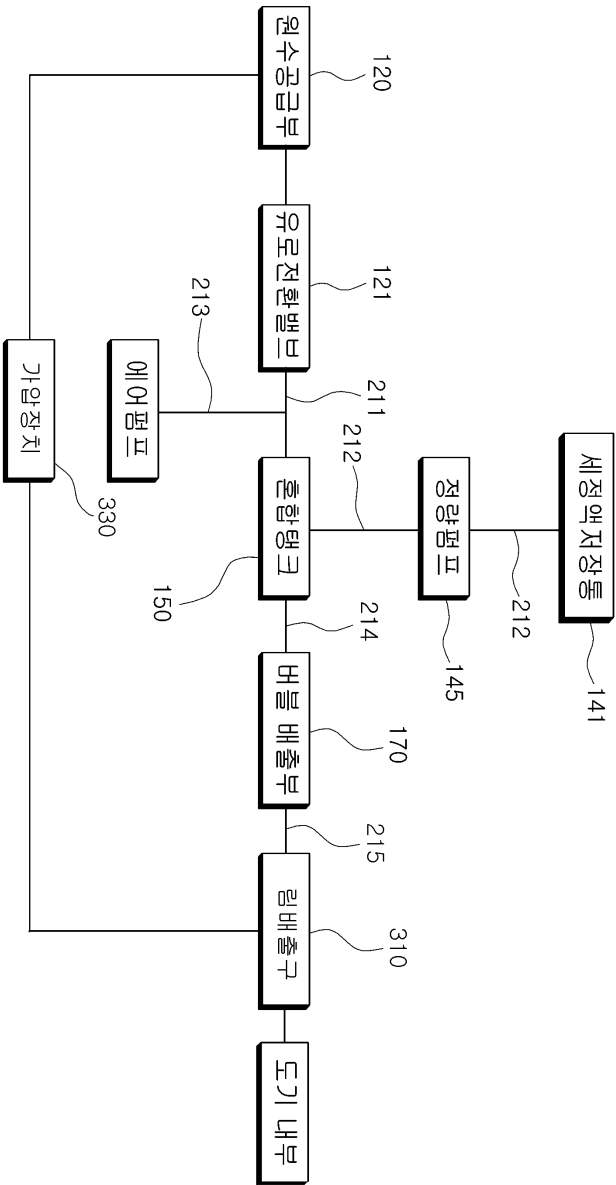 세정액저장통
141
212
정량펌프
145
120
121
212
211
214
170
215
310
원수공급부
유로전환밸브
혼합탱크
버블 배출부
림배출구
도기 내부
213
150
에어펌프
330
가압장치